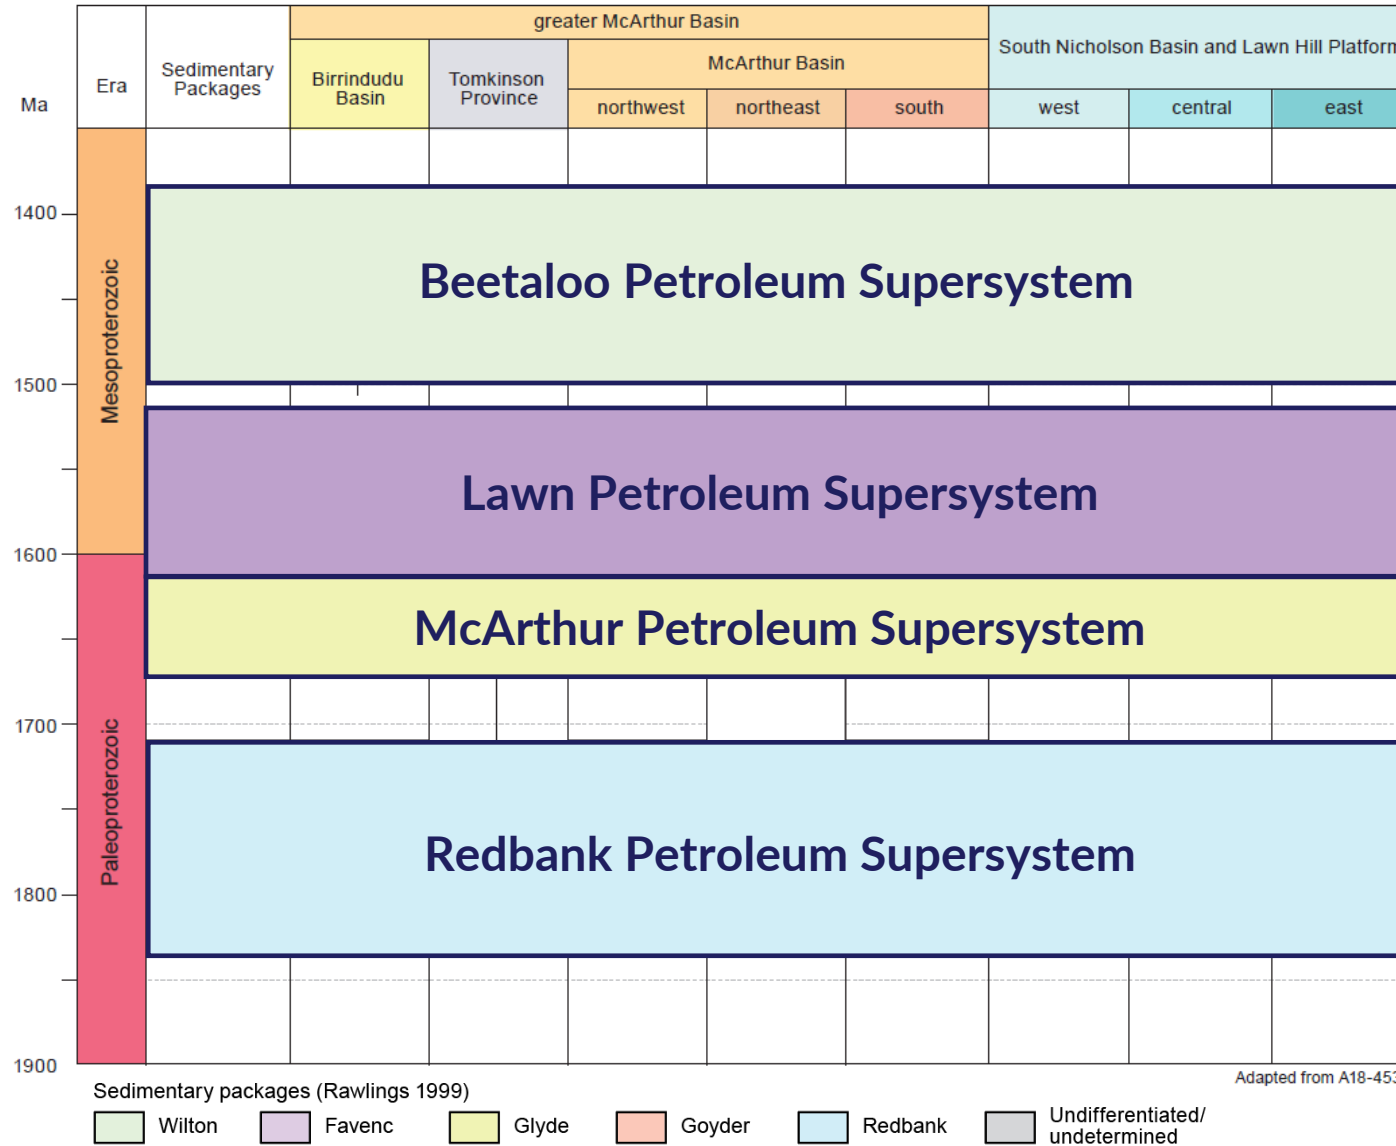 greater McArthur Basin
Ma
Era
Sedimentary
Packages
Birrindudu
Basin
Tomkinson
Province
McArthur Basin
northwest
northeast
south
South Nicholson Basin and Lawn Hill Platform
west
central
east
1400
1500
1600
1700
1800
1900
Mesoproterozoic
Paleoproterozoic
Beetaloo Petroleum Supersystem
Lawn Petroleum Supersystem
McArthur Petroleum Supersystem
Redbank Petroleum Supersystem
Adapted from A18-453
Sedimentary packages (Rawlings 1999)
Wilton
Favenc
Glyde
Goyder
Redbank
Undifferentiated/
undetermined